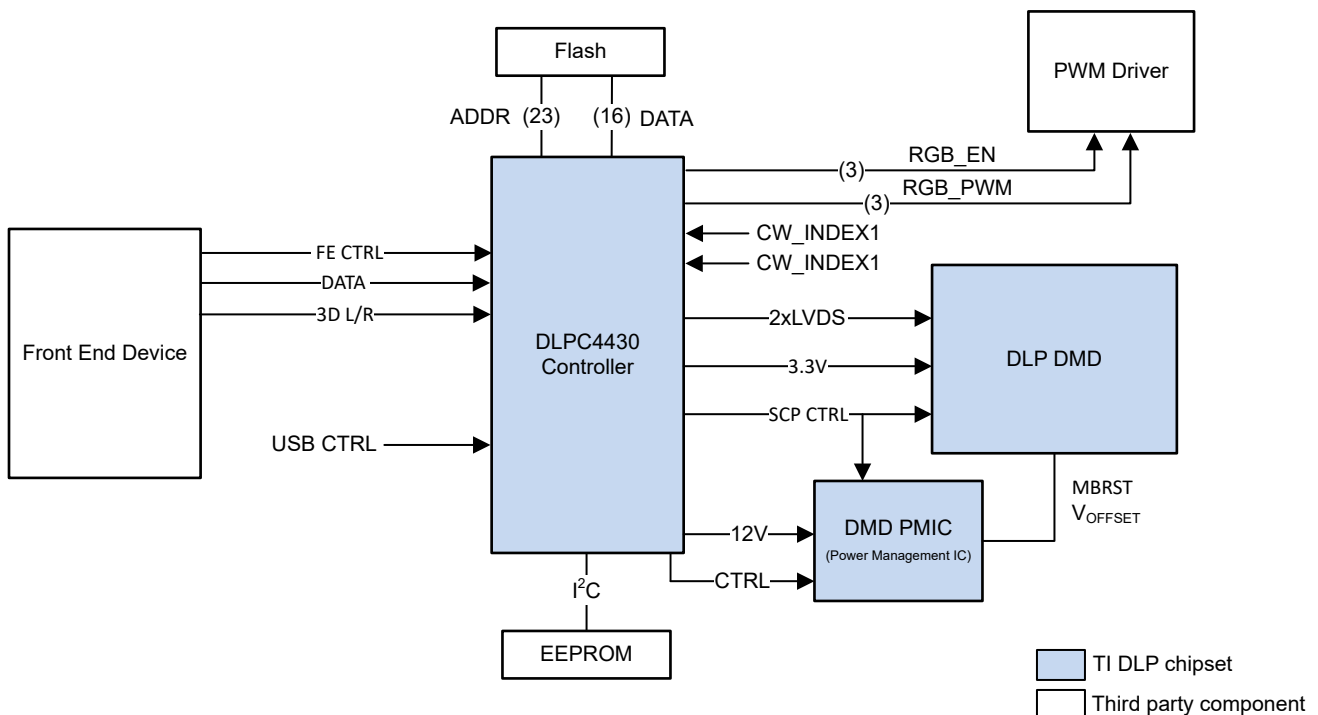 Flash
PWM Driver
ADDR (23) (16) DATA
RGB_EN
(3)
RGB_PWM
(3)
CW_INDEX1
CW_INDEX1
FE CTRL
DATA
3D L/R
Front End Device
DLPC4430
Controller
2xLVDS
3.3V
SCP CTRL
DLP DMD
USB CTRL
MBRST
VOFFSET
12V
DMD PMIC
(Power Management IC)
CTRL
I²C
EEPROM
TI DLP chipset
Third party component